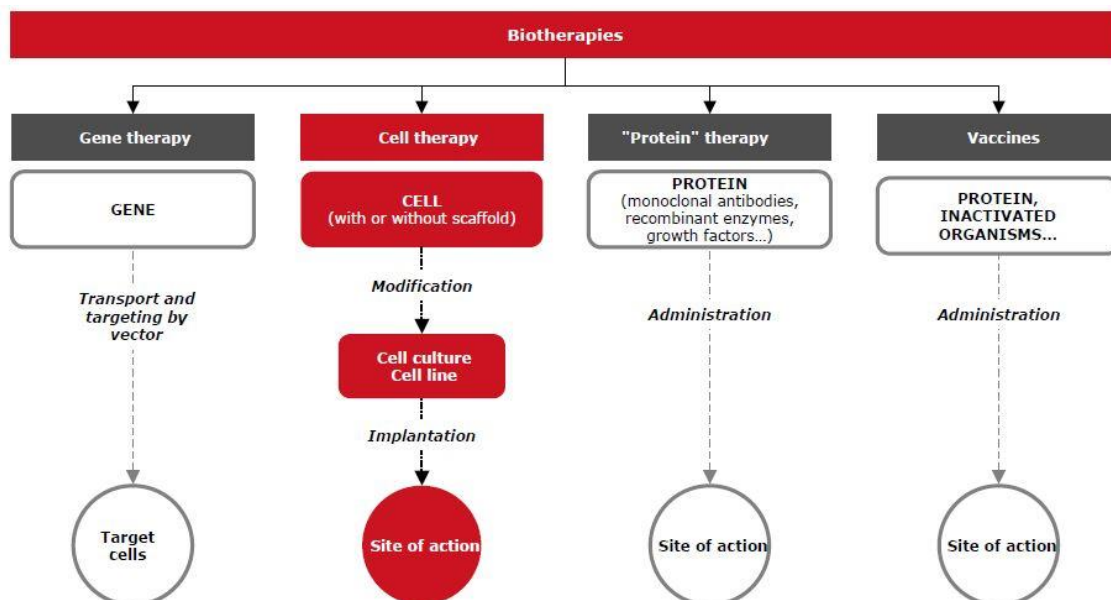 Biotherapies
Gene therapy
Cell therapy
"Protein" therapy
Vaccines
GENE
CELL
(with or without scaffold)
PROTEIN
(monoclonal antibodies,
recombinant enzymes,
growth factors...)
PROTEIN,
INACTIVATED
ORGANISMS...
Transport and
targeting by
vector
Modification
Administration
Administration
Cell culture
Cell line
Implantation
Target
cells
Site of action
Site of action
Site of action